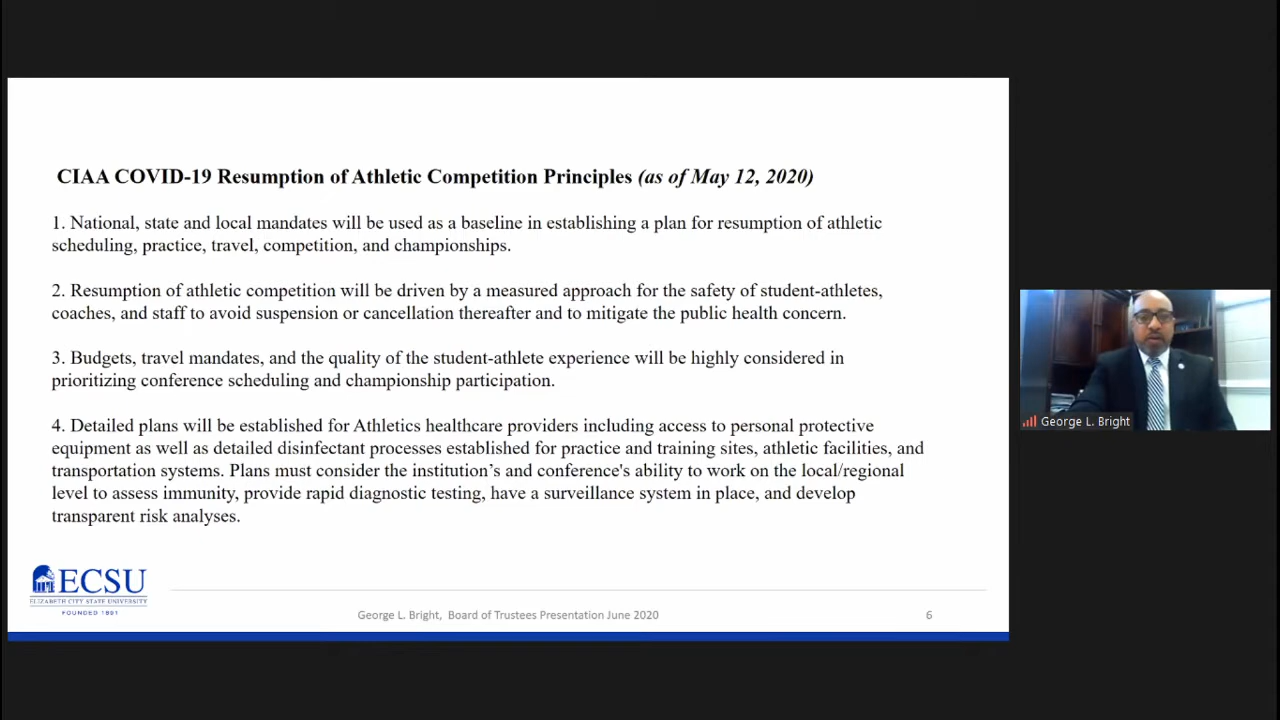 CIAA COVID-19 Resumption of Athletic Competition Principles (as of May 12, 2020)
1. National, state and local mandates will be used as a baseline in establishing a plan for resumption of athletic
scheduling, practice, travel, competition, and championships.
2. Resumption of athletic competition will be driven by a measured approach for the safety of student-athletes,
coaches, and staff to avoid suspension or cancellation thereafter and to mitigate the public health concern.
3. Budgets, travel mandates, and the quality of the student-athlete experience will be highly considered in
prioritizing conference scheduling and championship participation.
4. Detailed plans will be established for Athletics healthcare providers including access to personal protective
equipment as well as detailed disinfectant processes established for practice and training sites, athletic facilities, and
transportation systems. Plans must consider the institution’s and conference's ability to work on the local/regional
level to assess immunity, provide rapid diagnostic testing, have a surveillance system in place, and develop
transparent risk analyses.
ECSU
ELIZABETH CITY STATE UNIVERSITY
FOUNDED 1891
George L. Bright, Board of Trustees Presentation June 2020
6
George L. Bright